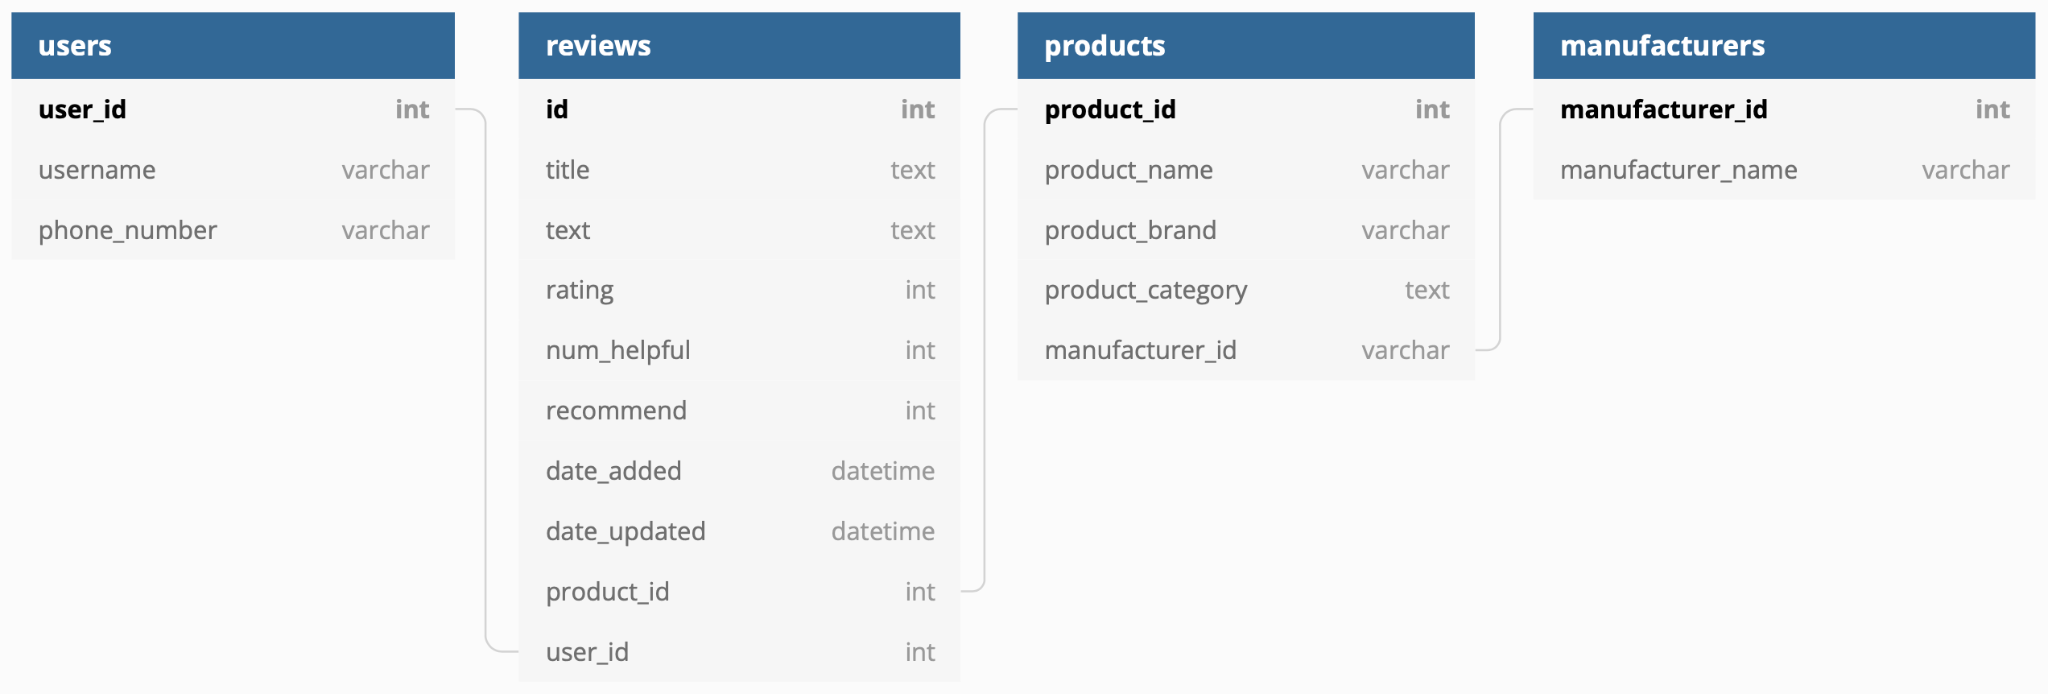 users
user_id int
username varchar
phone_number varchar
reviews
id int
title text
text text
rating int
num_helpful int
recommend int
date_added datetime
date_updated datetime
product_id int
user_id int
products
product_id int
product_name varchar
product_brand varchar
product_category text
manufacturer_id varchar
manufacturers
manufacturer_id int
manufacturer_name varchar